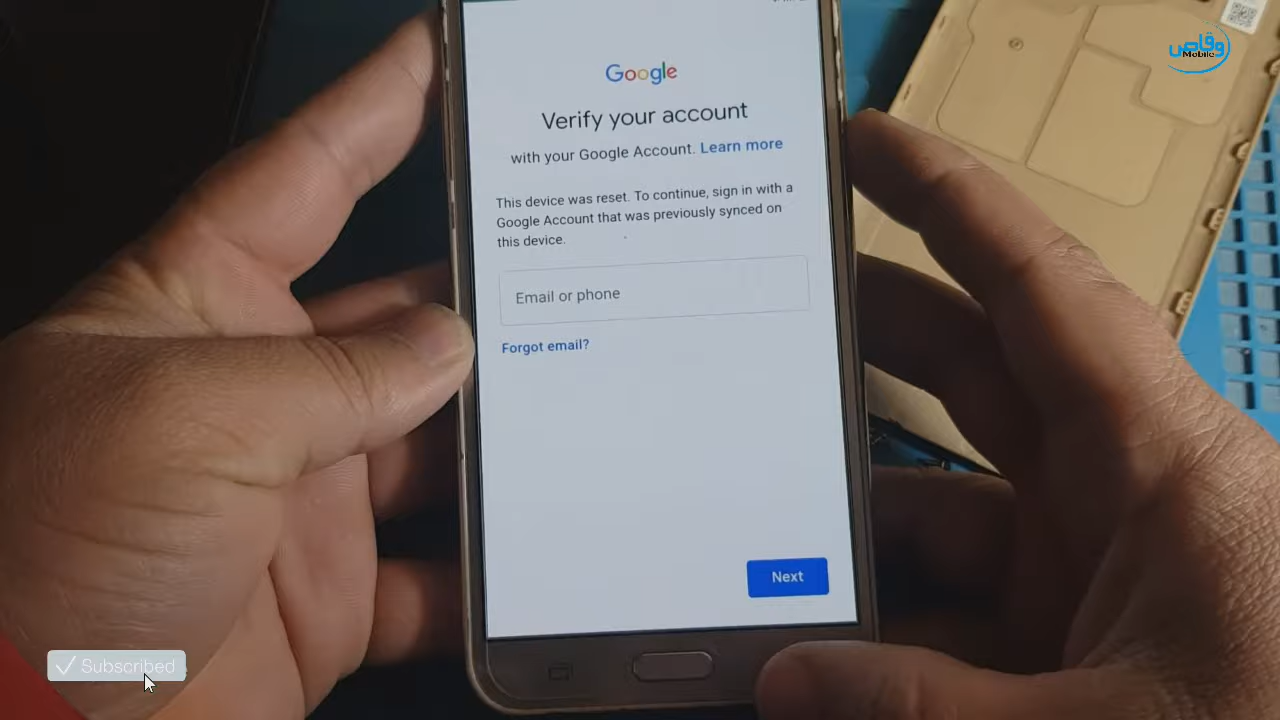 Google
Verify your account
with your Google Account. Learn more
This device was reset. To continue, sign in with a
Google Account that was previously synced on
this device.
Email or phone
Forgot email?
Next
وقاص
Mobile
Subscribed